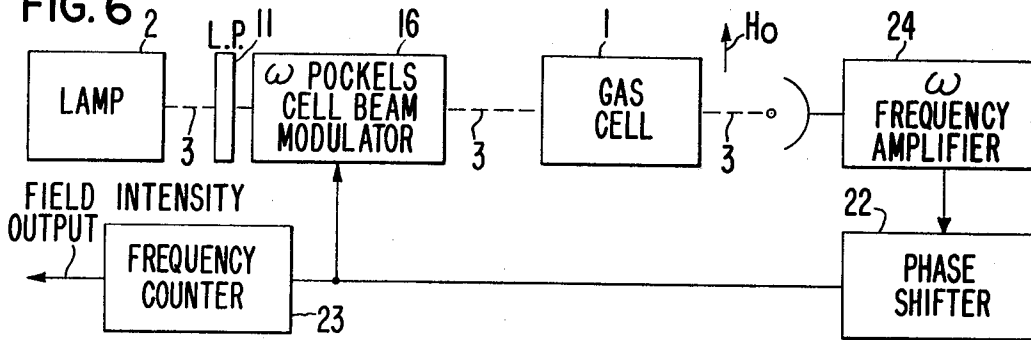 FIG. 6
2
L.P.
11
16
1
H₀
24
LAMP
ω POCKELS
CELL BEAM
MODULATOR
GAS
CELL
ω
FREQUENCY
AMPLIFIER
3
3
3
FIELD INTENSITY
OUTPUT
22
FREQUENCY
COUNTER
PHASE
SHIFTER
23